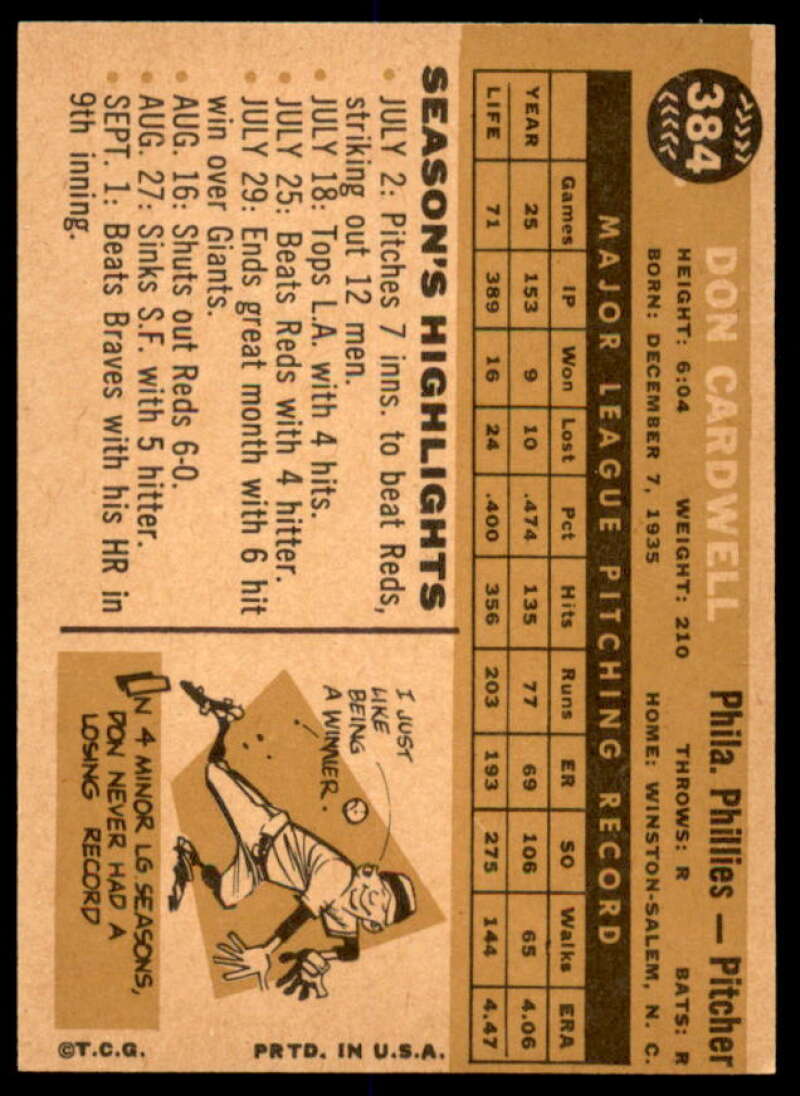 384
DON CARDWELL
Phila. Phillies — Pitcher
HEIGHT: 6:04 WEIGHT: 210 THROWS: R BATS: R
BORN: DECEMBER 7, 1935 HOME: WINSTON-SALEM, N. C.
MAJOR LEAGUE PITCHING RECORD
Games IP Won Lost Pct Hits Runs ER SO Walks ERA
YEAR 25 153 9 10 .474 135 77 69 106 65 4.06
LIFE 71 389 16 24 .400 356 203 193 275 144 4.47
SEASON'S HIGHLIGHTS
• JULY 2: Pitches 7 inns. to beat Reds,
striking out 12 men.
• JULY 18: Tops L.A. with 4 hits.
• JULY 25: Beats Reds with 4 hitter.
• JULY 29: Ends great month with 6 hit
win over Giants.
• AUG. 16: Shuts out Reds 6-0.
• AUG. 27: Sinks S.F. with 5 hitter.
• SEPT. 1: Beats Braves with his HR in
9th inning.
I JUST
LIKE
BEING
A WINNER.
IN 4 MINOR LG SEASONS,
DON NEVER HAD A
LOSING RECORD
©T.C.G. PRTD. IN U.S.A.